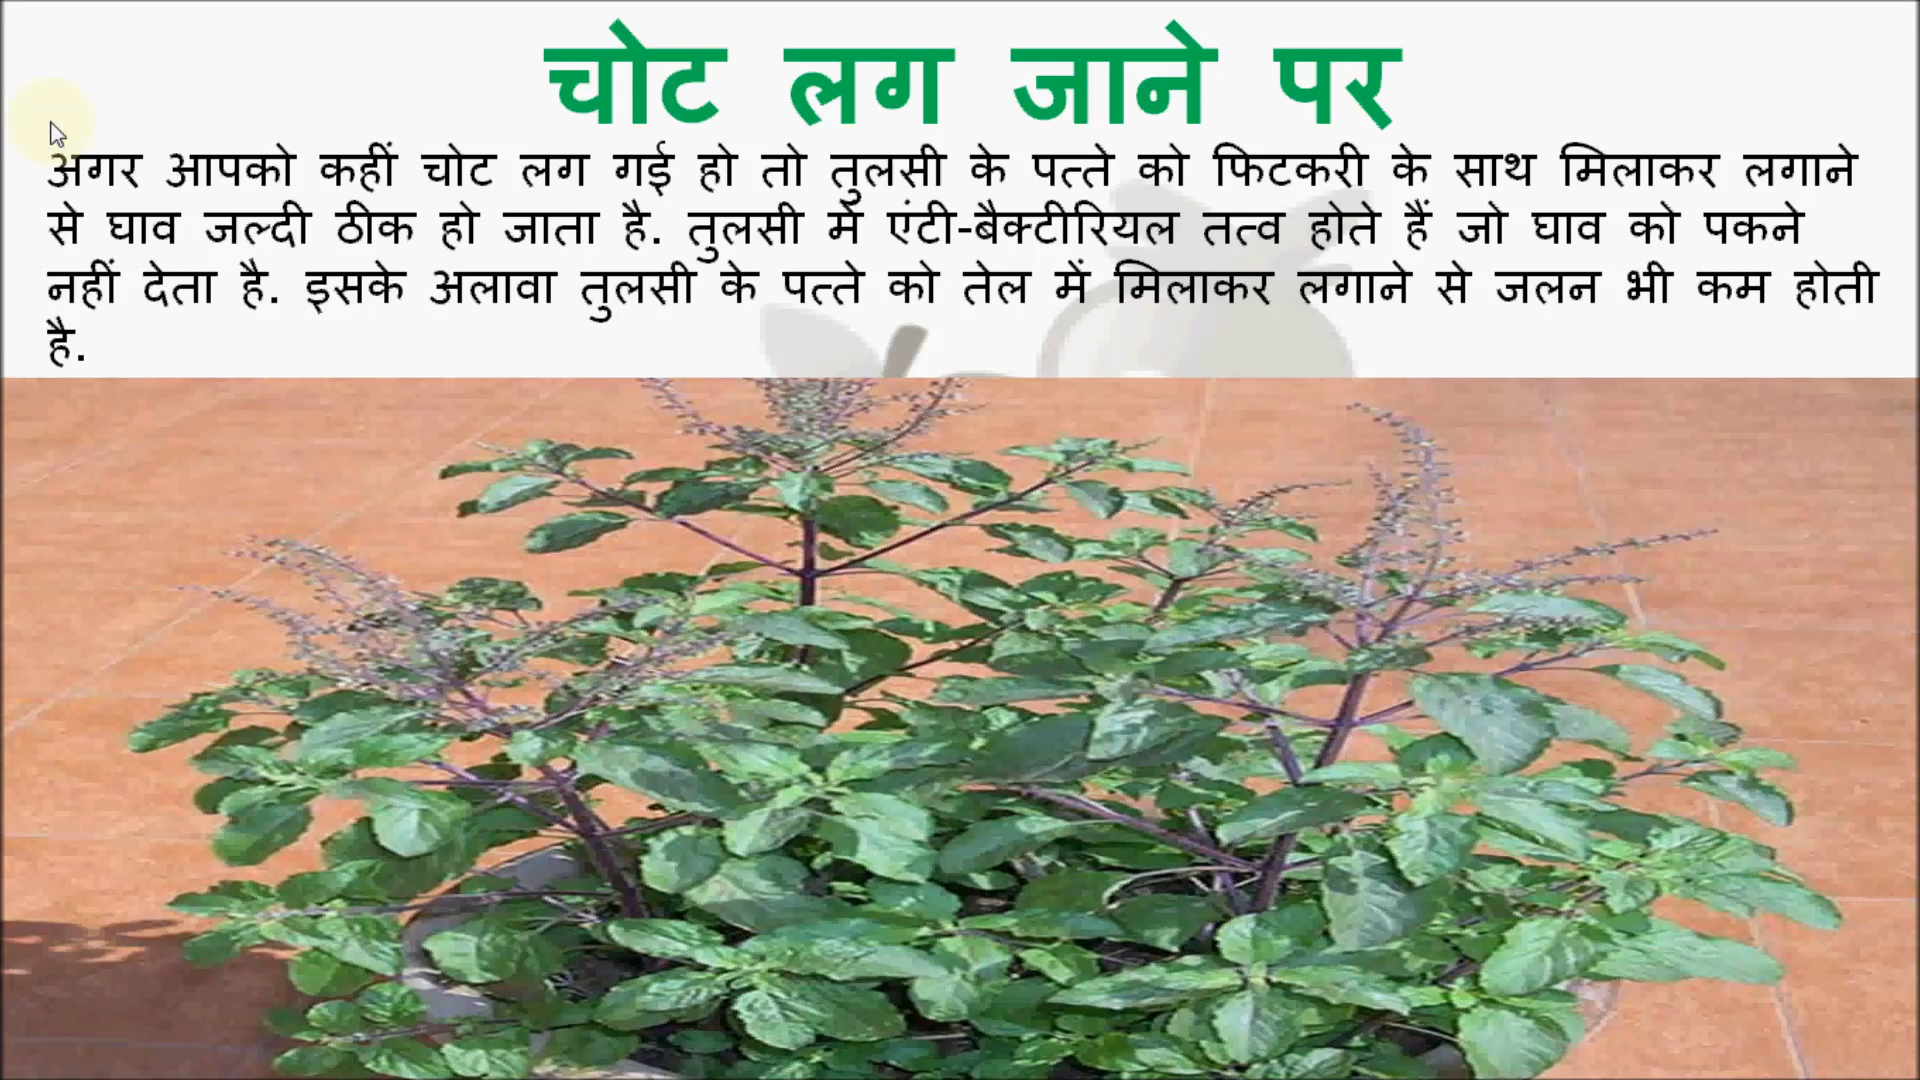 चोट लग जाने पर
अगर आपको कहीं चोट लग गई हो तो तुलसी के पत्ते को फिटकरी के साथ मिलाकर लगाने
से घाव जल्दी ठीक हो जाता है. तुलसी में एंटी-बैक्टीरियल तत्व होते हैं जो घाव को पकने
नहीं देता है. इसके अलावा तुलसी के पत्ते को तेल में मिलाकर लगाने से जलन भी कम होती
है.